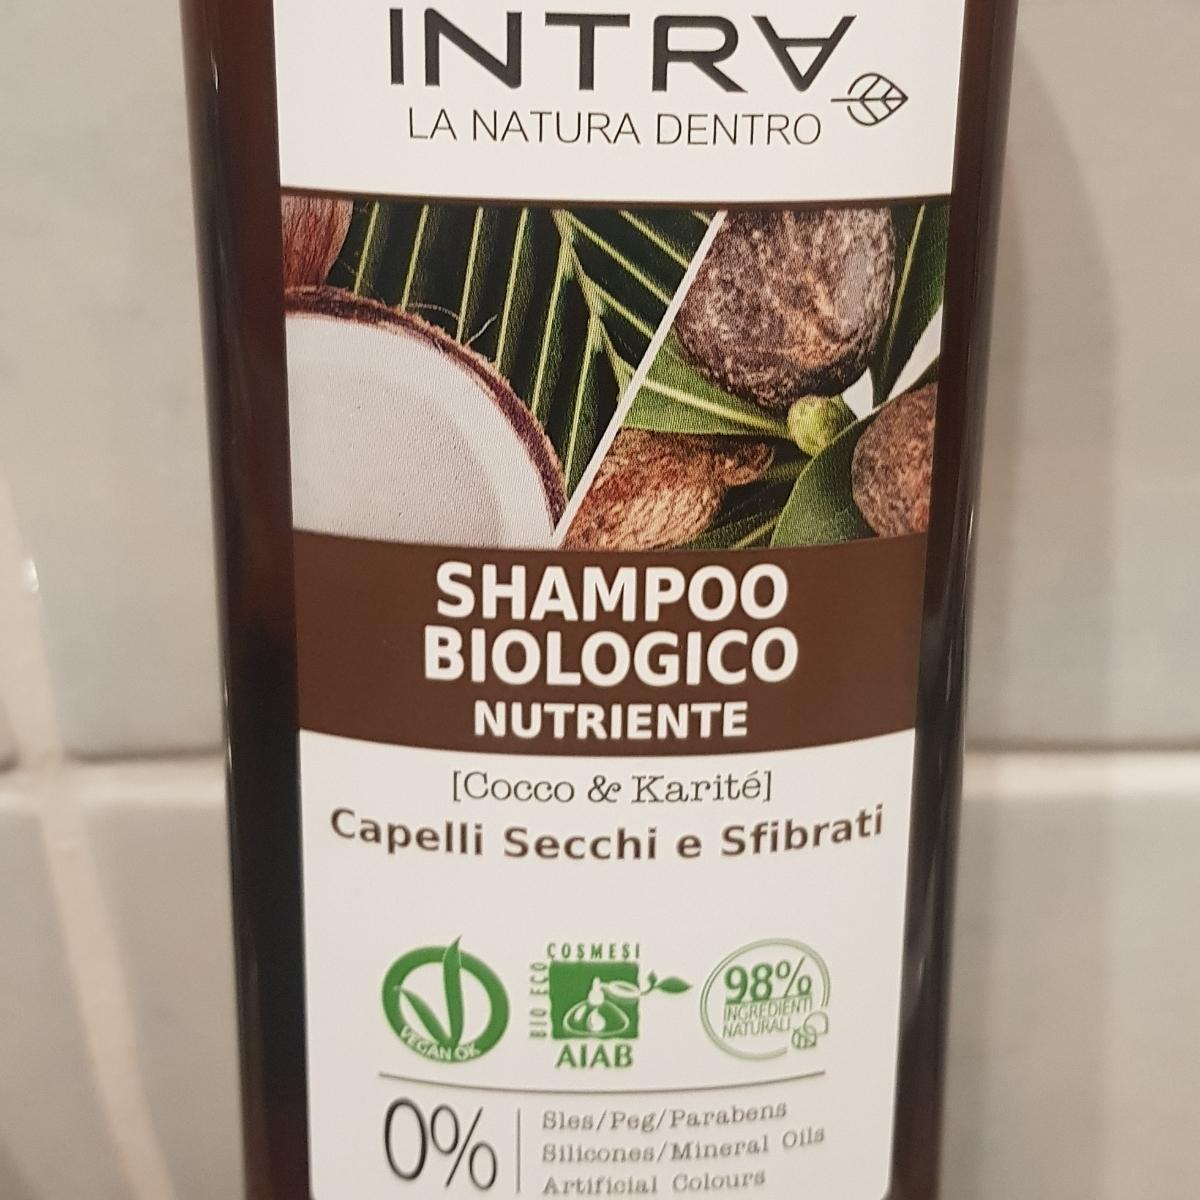 INTRA
LA NATURA DENTRO
SHAMPOO
BIOLOGICO
NUTRIENTE
[Cocco & Karité]
Capelli Secchi e Sfibrati
VEGAN OK
COSMESI
BIO ECO
AIAB
98%
INGREDIENTI
NATURALI
0%
Sles/Peg/Parabens
Silicones/Mineral Oils
Artificial Colours